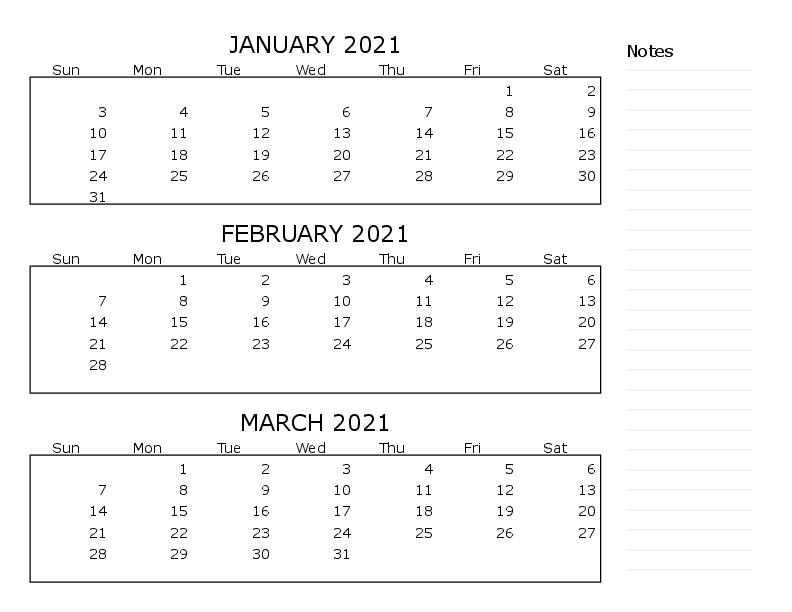 JANUARY 2021
Sun Mon Tue Wed Thu Fri Sat
1 2
3 4 5 6 7 8 9
10 11 12 13 14 15 16
17 18 19 20 21 22 23
24 25 26 27 28 29 30
31
FEBRUARY 2021
Sun Mon Tue Wed Thu Fri Sat
1 2 3 4 5 6
7 8 9 10 11 12 13
14 15 16 17 18 19 20
21 22 23 24 25 26 27
28
MARCH 2021
Sun Mon Tue Wed Thu Fri Sat
1 2 3 4 5 6
7 8 9 10 11 12 13
14 15 16 17 18 19 20
21 22 23 24 25 26 27
28 29 30 31
Notes